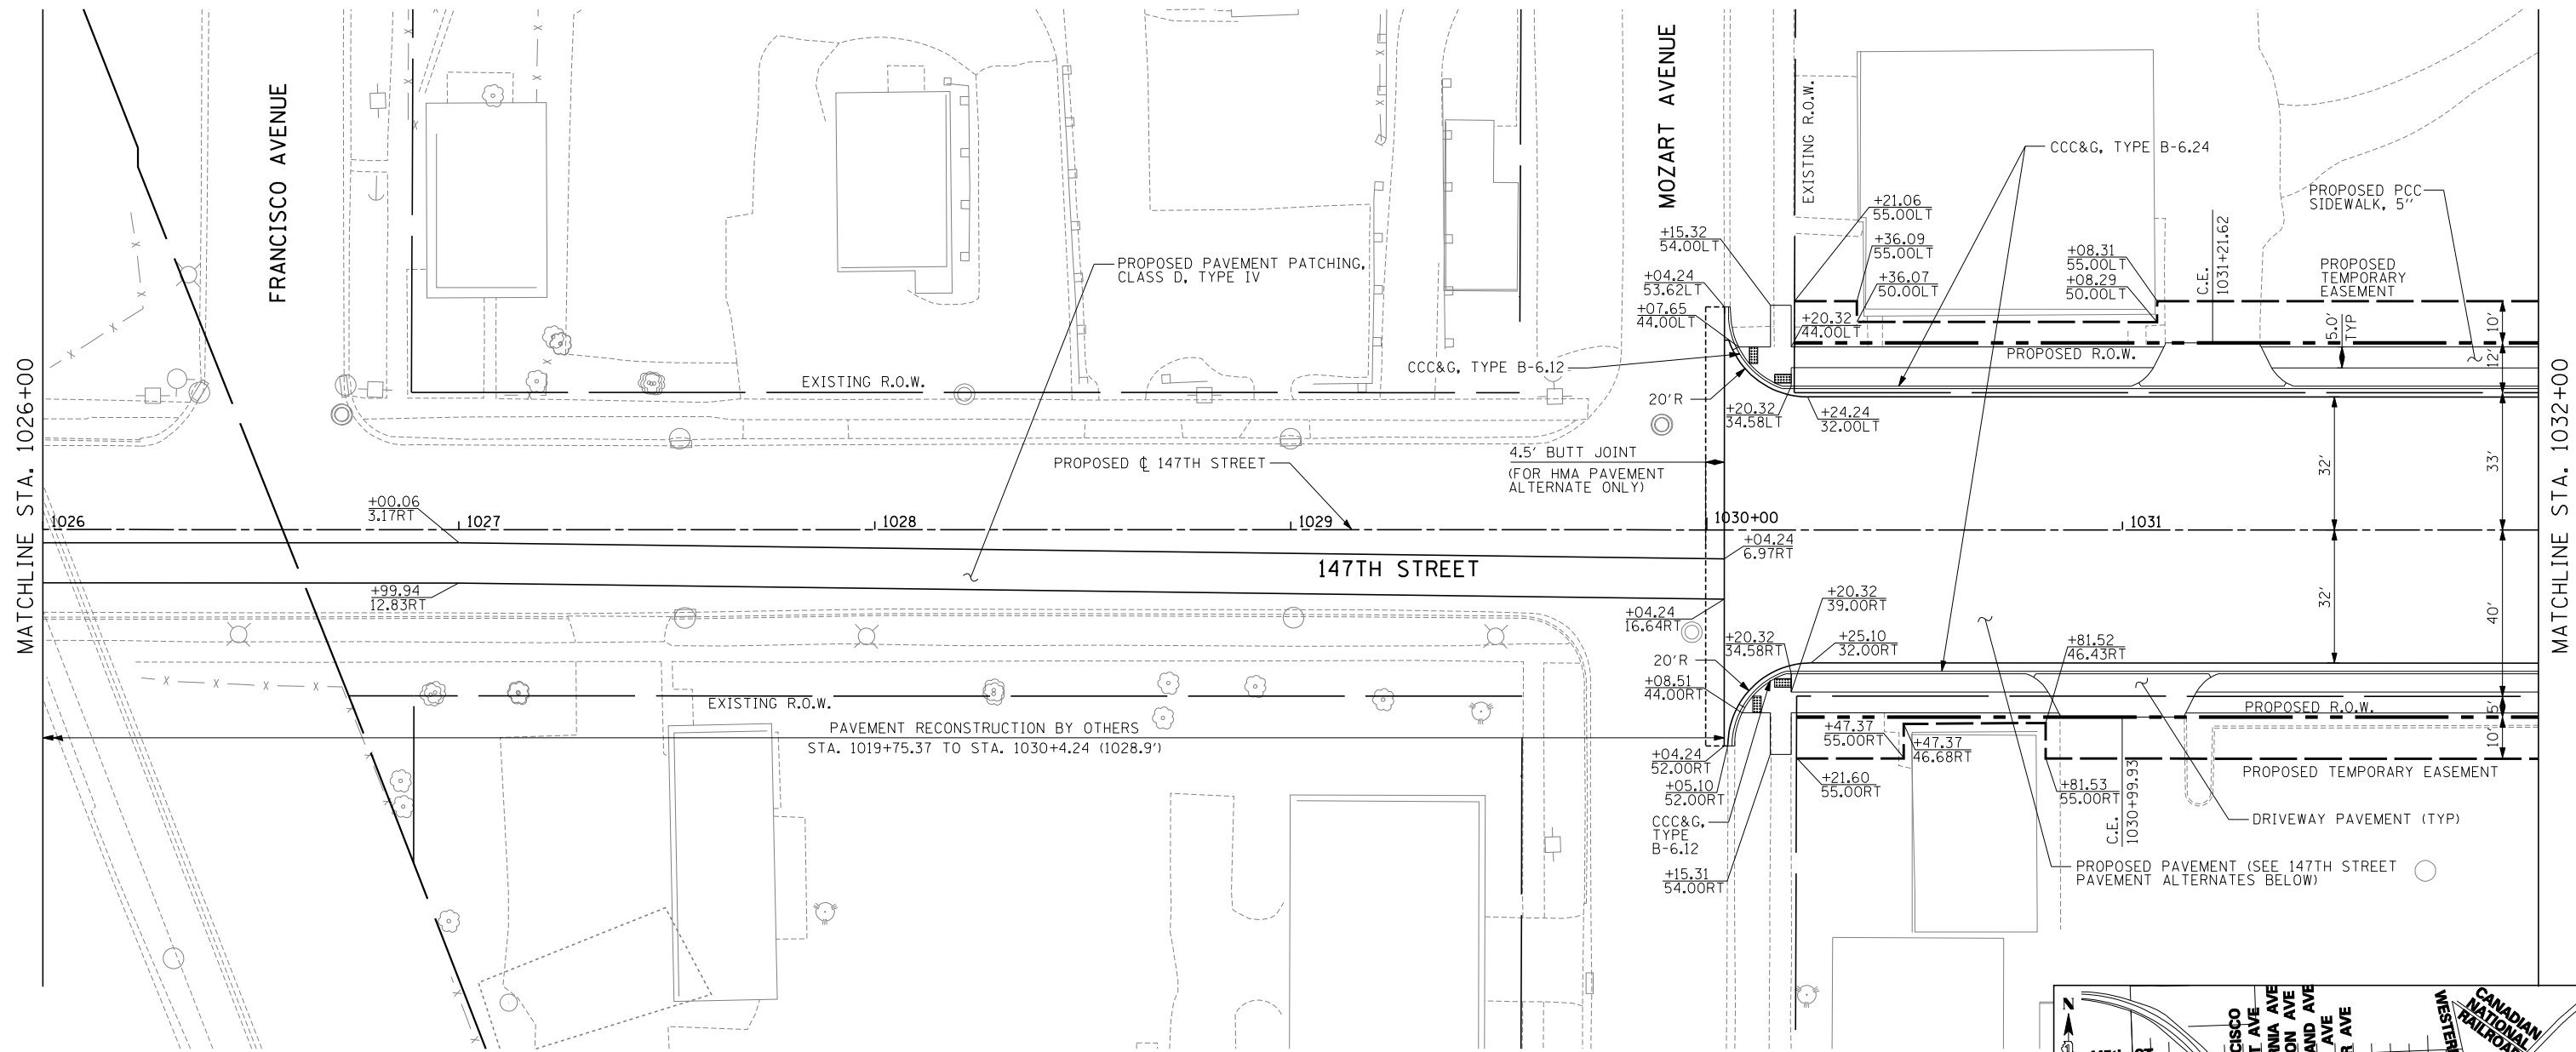 MATCHLINE STA. 1026+00
FRANCISCO AVENUE
MOZART AVENUE
EXISTING R.O.W.
CCC&G, TYPE B-6.24
PROPOSED PCC
SIDEWALK, 5''
+21.06
55.00LT
+15.32
54.00LT
+36.09
55.00LT
+36.07
50.00LT
+08.31
55.00LT
+08.29
50.00LT
C.E.
1031+21.62
PROPOSED
TEMPORARY
EASEMENT
PROPOSED PAVEMENT PATCHING,
CLASS D, TYPE IV
+04.24
53.62LT
+07.65
44.00LT
+20.32
44.00LT
5.0'
TYP
10'
12'
PROPOSED R.O.W.
CCC&G, TYPE B-6.12
EXISTING R.O.W.
20'R
+20.32
34.58LT
+24.24
32.00LT
4.5' BUTT JOINT
(FOR HMA PAVEMENT
ALTERNATE ONLY)
PROPOSED ℄ 147TH STREET
32'
33'
+00.06
3.17RT
1026
1027
1028
1029
1030+00
1031
+04.24
6.97RT
147TH STREET
+99.94
12.83RT
+04.24
16.64RT
+20.32
39.00RT
32'
40'
+20.32
34.58RT
+25.10
32.00RT
+81.52
46.43RT
20'R
+08.51
44.00RT
EXISTING R.O.W.
PROPOSED R.O.W.
5'
10'
PAVEMENT RECONSTRUCTION BY OTHERS
STA. 1019+75.37 TO STA. 1030+4.24 (1028.9')
+47.37
55.00RT
+47.37
46.68RT
+04.24
52.00RT
+05.10
52.00RT
+21.60
55.00RT
+81.53
55.00RT
C.E.
1030+99.93
PROPOSED TEMPORARY EASEMENT
DRIVEWAY PAVEMENT (TYP)
CCC&G,
TYPE
B-6.12
+15.31
54.00RT
PROPOSED PAVEMENT (SEE 147TH STREET
PAVEMENT ALTERNATES BELOW)
MATCHLINE STA. 1032+00
N
CANADIAN
NATIONAL